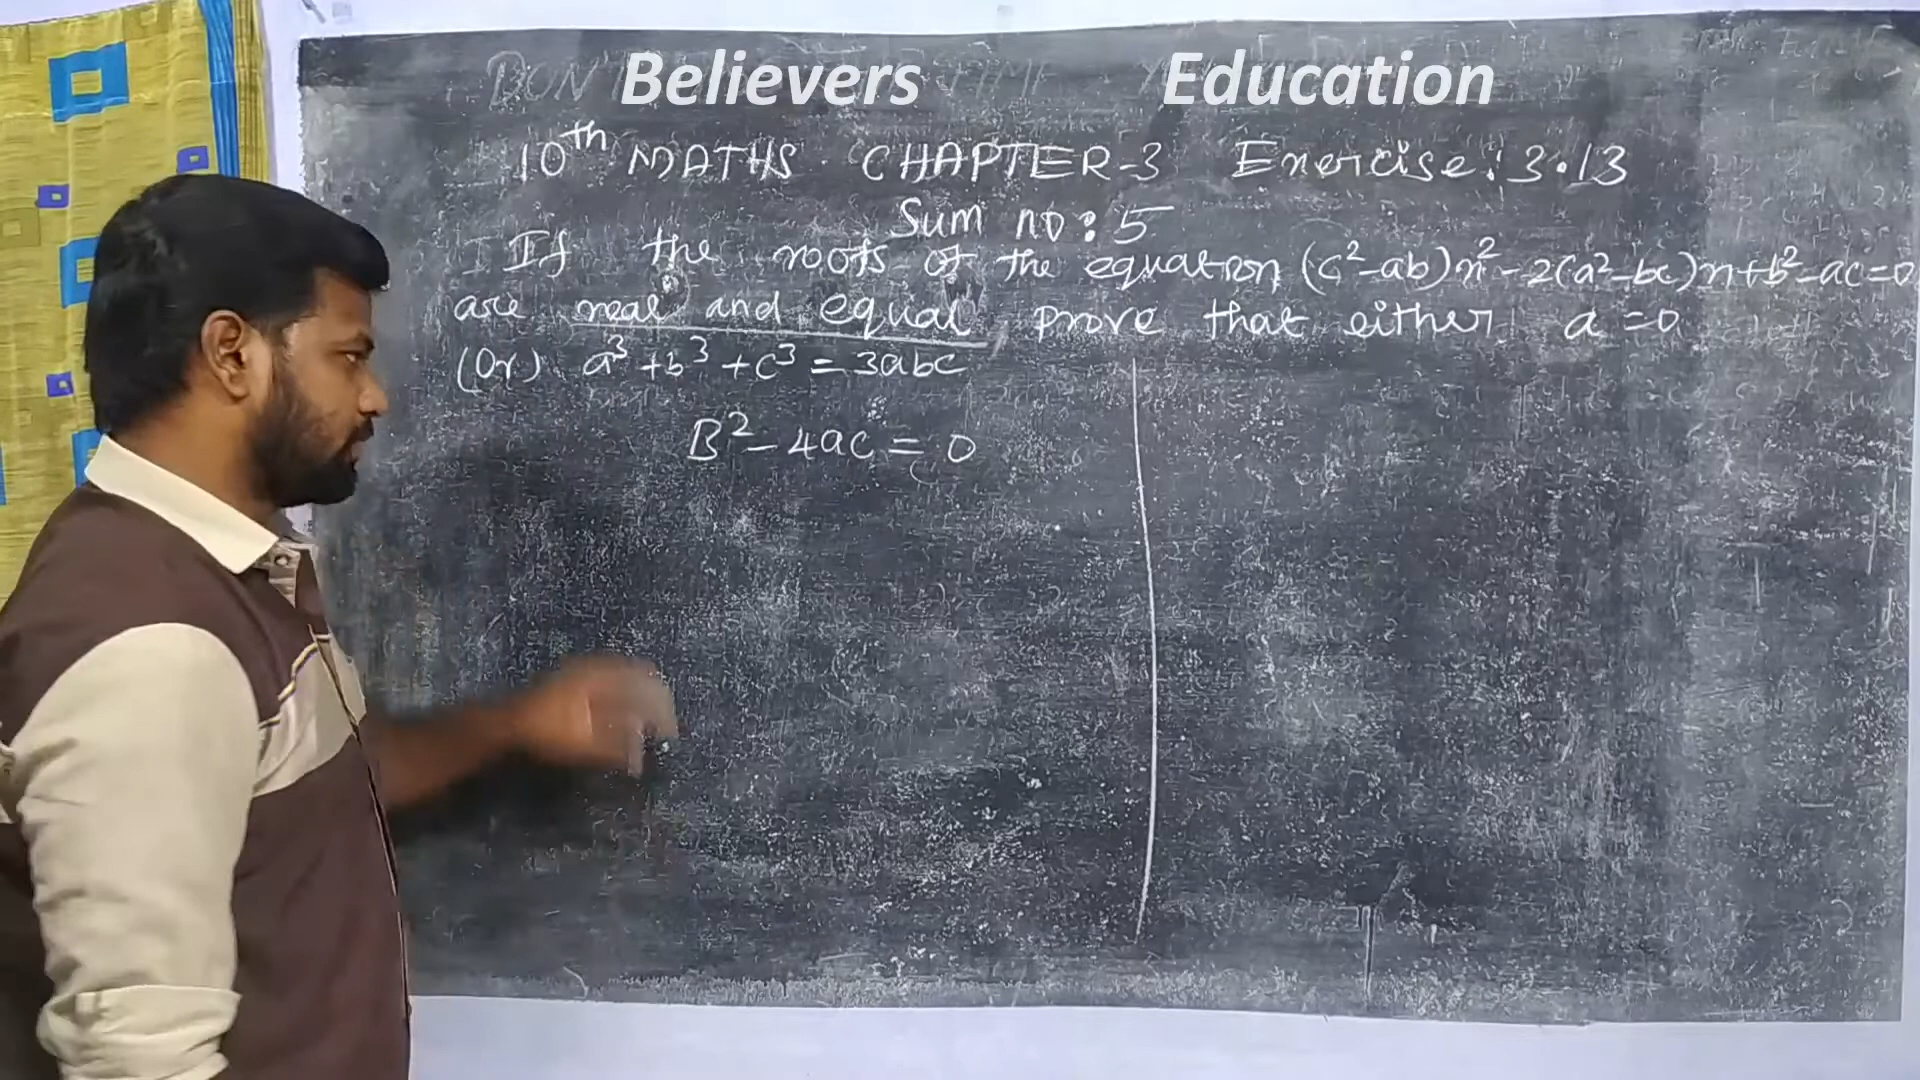 Believers Education
10th MATHS. CHAPTER-3 Exercise: 3.13
Sum no: 5
If the roots of the equation (c²-ab)x²-2(a²-bc)x+b²-ac=0
are real and equal prove that either a=0
(Or) a³+b³+c³=3abc
B²-4ac=0